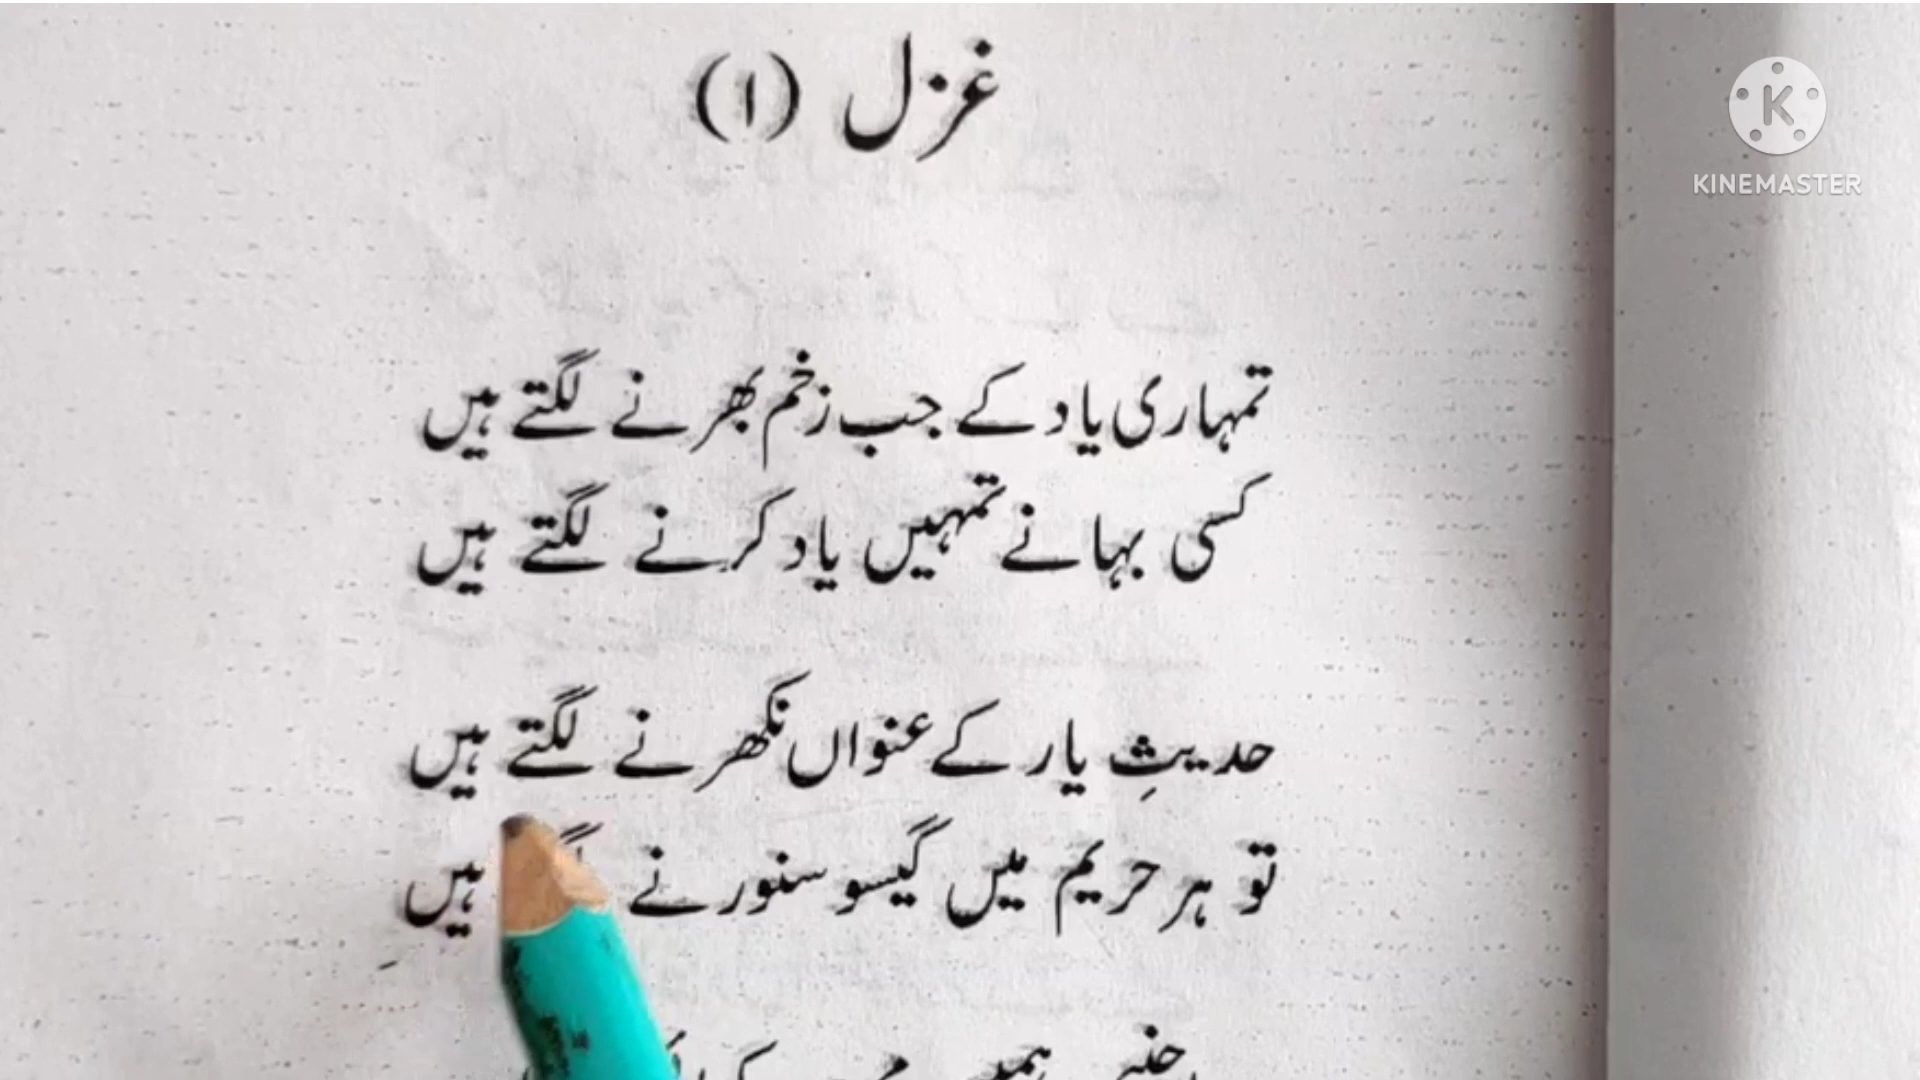 غزل (۱)
KINEMASTER
تمہاری یاد کے جب زخم بھرنے لگتے ہیں
کسی بہانے تمہیں یاد کرنے لگتے ہیں
حدیثِ یار کے عنواں نکھرنے لگتے ہیں
تو ہر حریم میں گیسو سنورنے ہیں